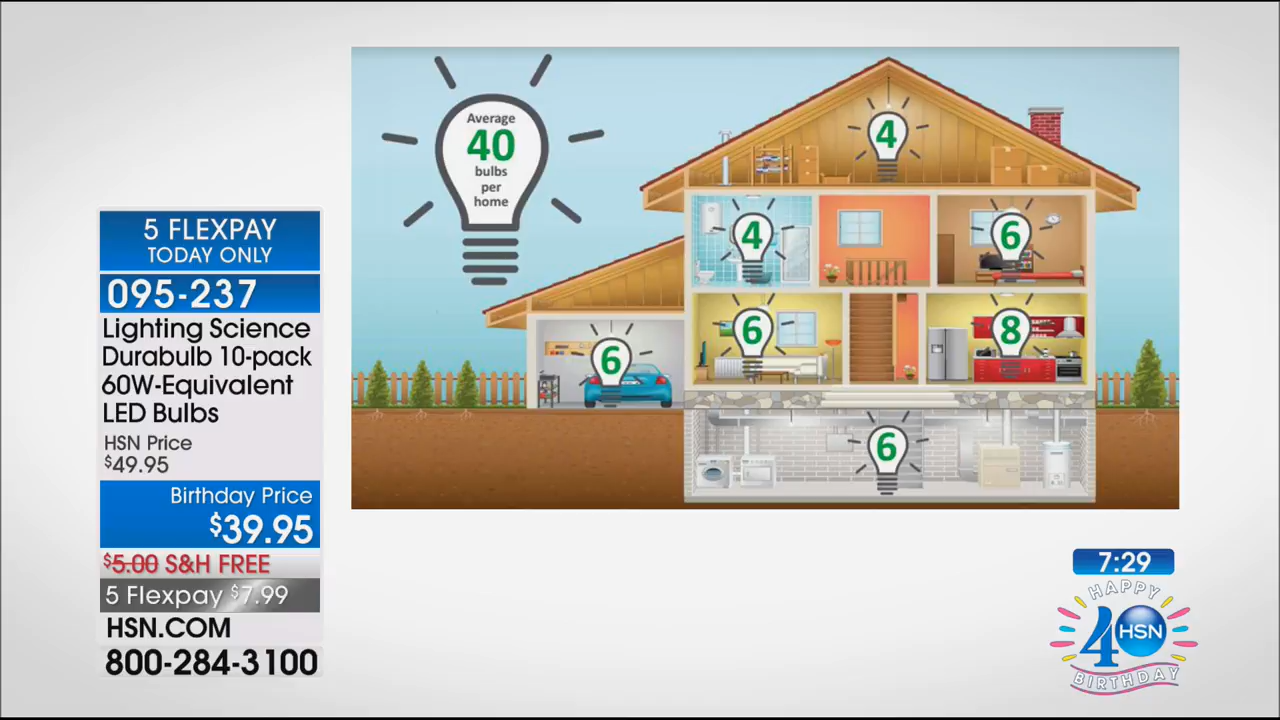 5 FLEXPAY
TODAY ONLY
095-237
Lighting Science
Durabulb 10-pack
60W-Equivalent
LED Bulbs
HSN Price
$49.95
Birthday Price
$39.95
$5.00 S&H FREE
5 Flexpay $7.99
HSN.COM
800-284-3100
Average
40
bulbs
per
home
4
4
6
6
8
6
6
7:29
HAPPY
40 HSN
BIRTHDAY